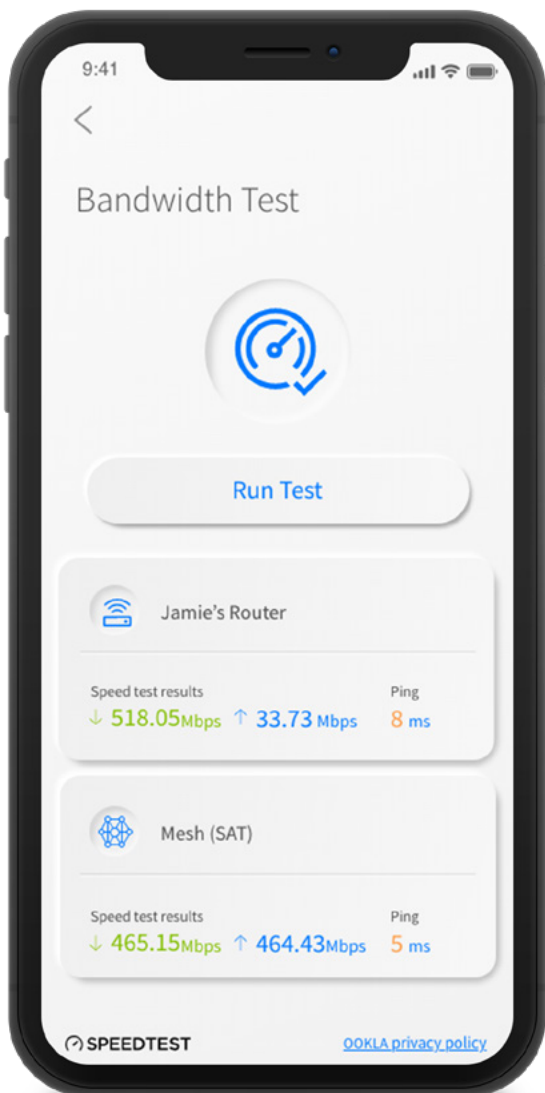 9:41
Bandwidth Test
Run Test
Jamie's Router
Speed test results Ping
↓ 518.05Mbps ↑ 33.73 Mbps 8 ms
Mesh (SAT)
Speed test results Ping
↓ 465.15Mbps ↑ 464.43Mbps 5 ms
SPEEDTEST OOKLA privacy policy